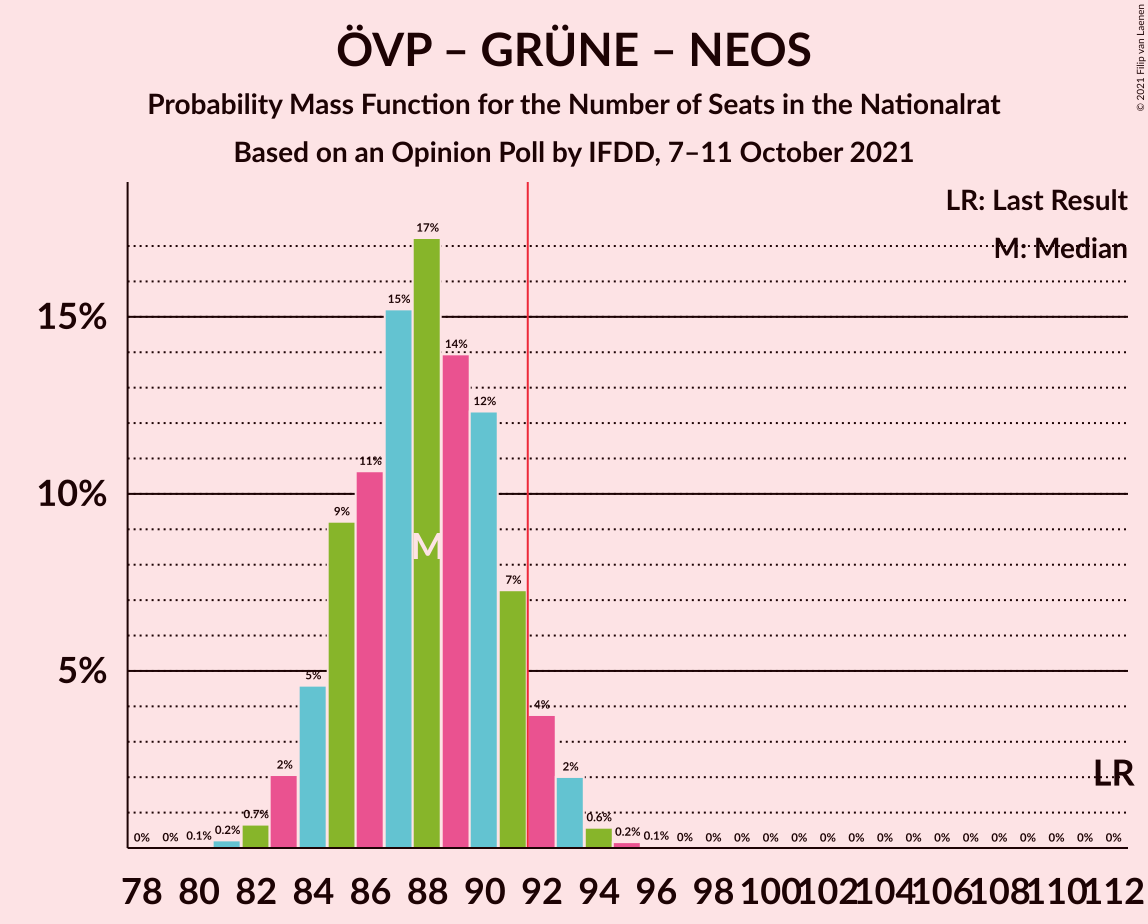 ÖVP – GRÜNE – NEOS
Probability Mass Function for the Number of Seats in the Nationalrat
Based on an Opinion Poll by IFDD, 7–11 October 2021
© 2021 Filip van Laenen
LR: Last Result
M: Median
17%
15%
15%
14%
12%
11%
10%
9%
M
7%
5%
5%
4%
2%
2%
LR
0% 0% 0.1% 0.2% 0.7% 0.6% 0.2% 0.1% 0% 0% 0% 0% 0% 0% 0% 0% 0% 0% 0% 0% 0% 0% 0% 0%
78 80 82 84 86 88 90 92 94 96 98 100 102 104 106 108 110 112